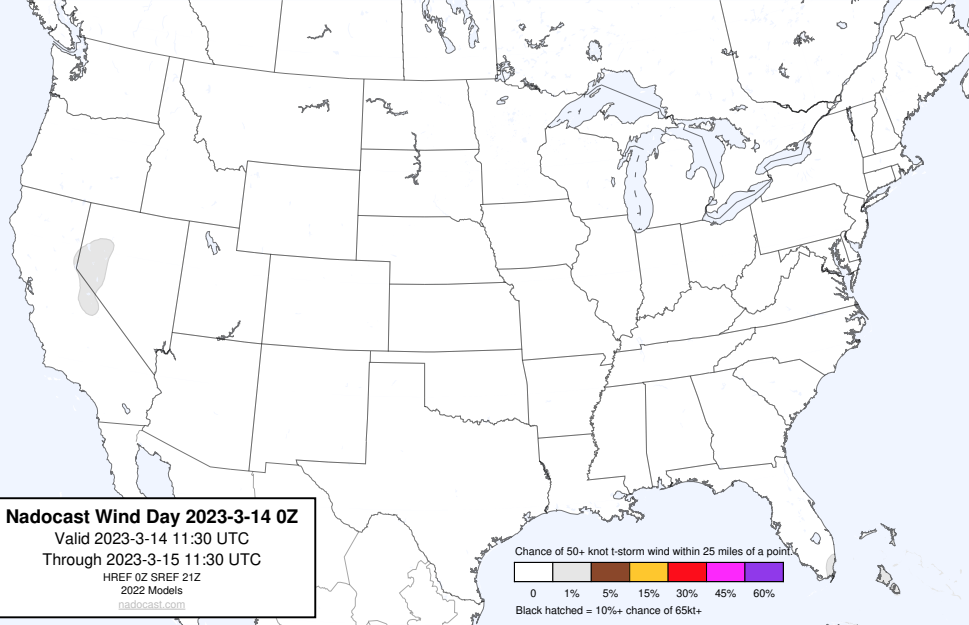 Nadocast Wind Day 2023-3-14 0Z
Valid 2023-3-14 11:30 UTC
Through 2023-3-15 11:30 UTC
HREF 0Z SREF 21Z
2022 Models
nadocast.com
Chance of 50+ knot t-storm wind within 25 miles of a point.
0 1% 5% 15% 30% 45% 60%
Black hatched = 10%+ chance of 65kt+